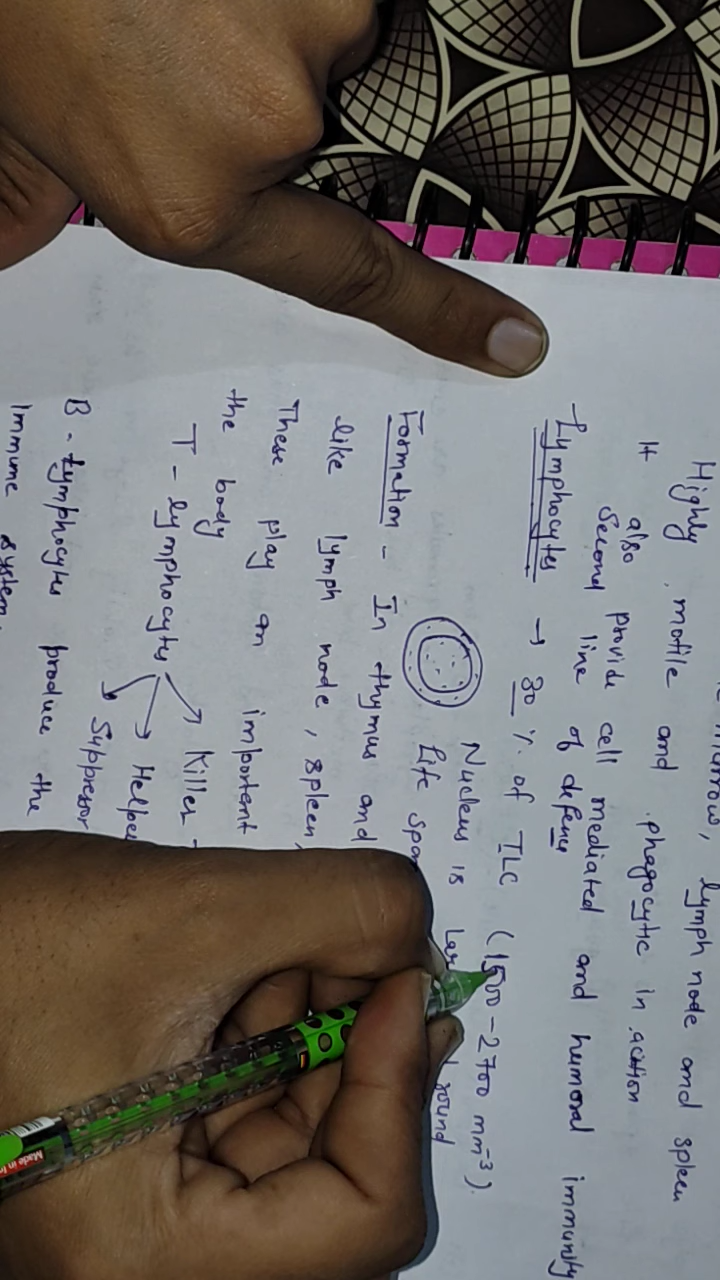 marrow, lymph node and spleen
Highly motile and phagocytic in action
It also provide cell mediated and humoral immunity
Second line of defence
Lymphocytes → 30 % of TLC (1500 - 2700 mm-3).
Nucleus is round
Life
Formation - In thymus and
like lymph node, spleen,
These play an important
the body
T - lymphocytes → Killer
→ Helper
→ Suppressor
B - Lymphocytes produce the
immune system.
Made in